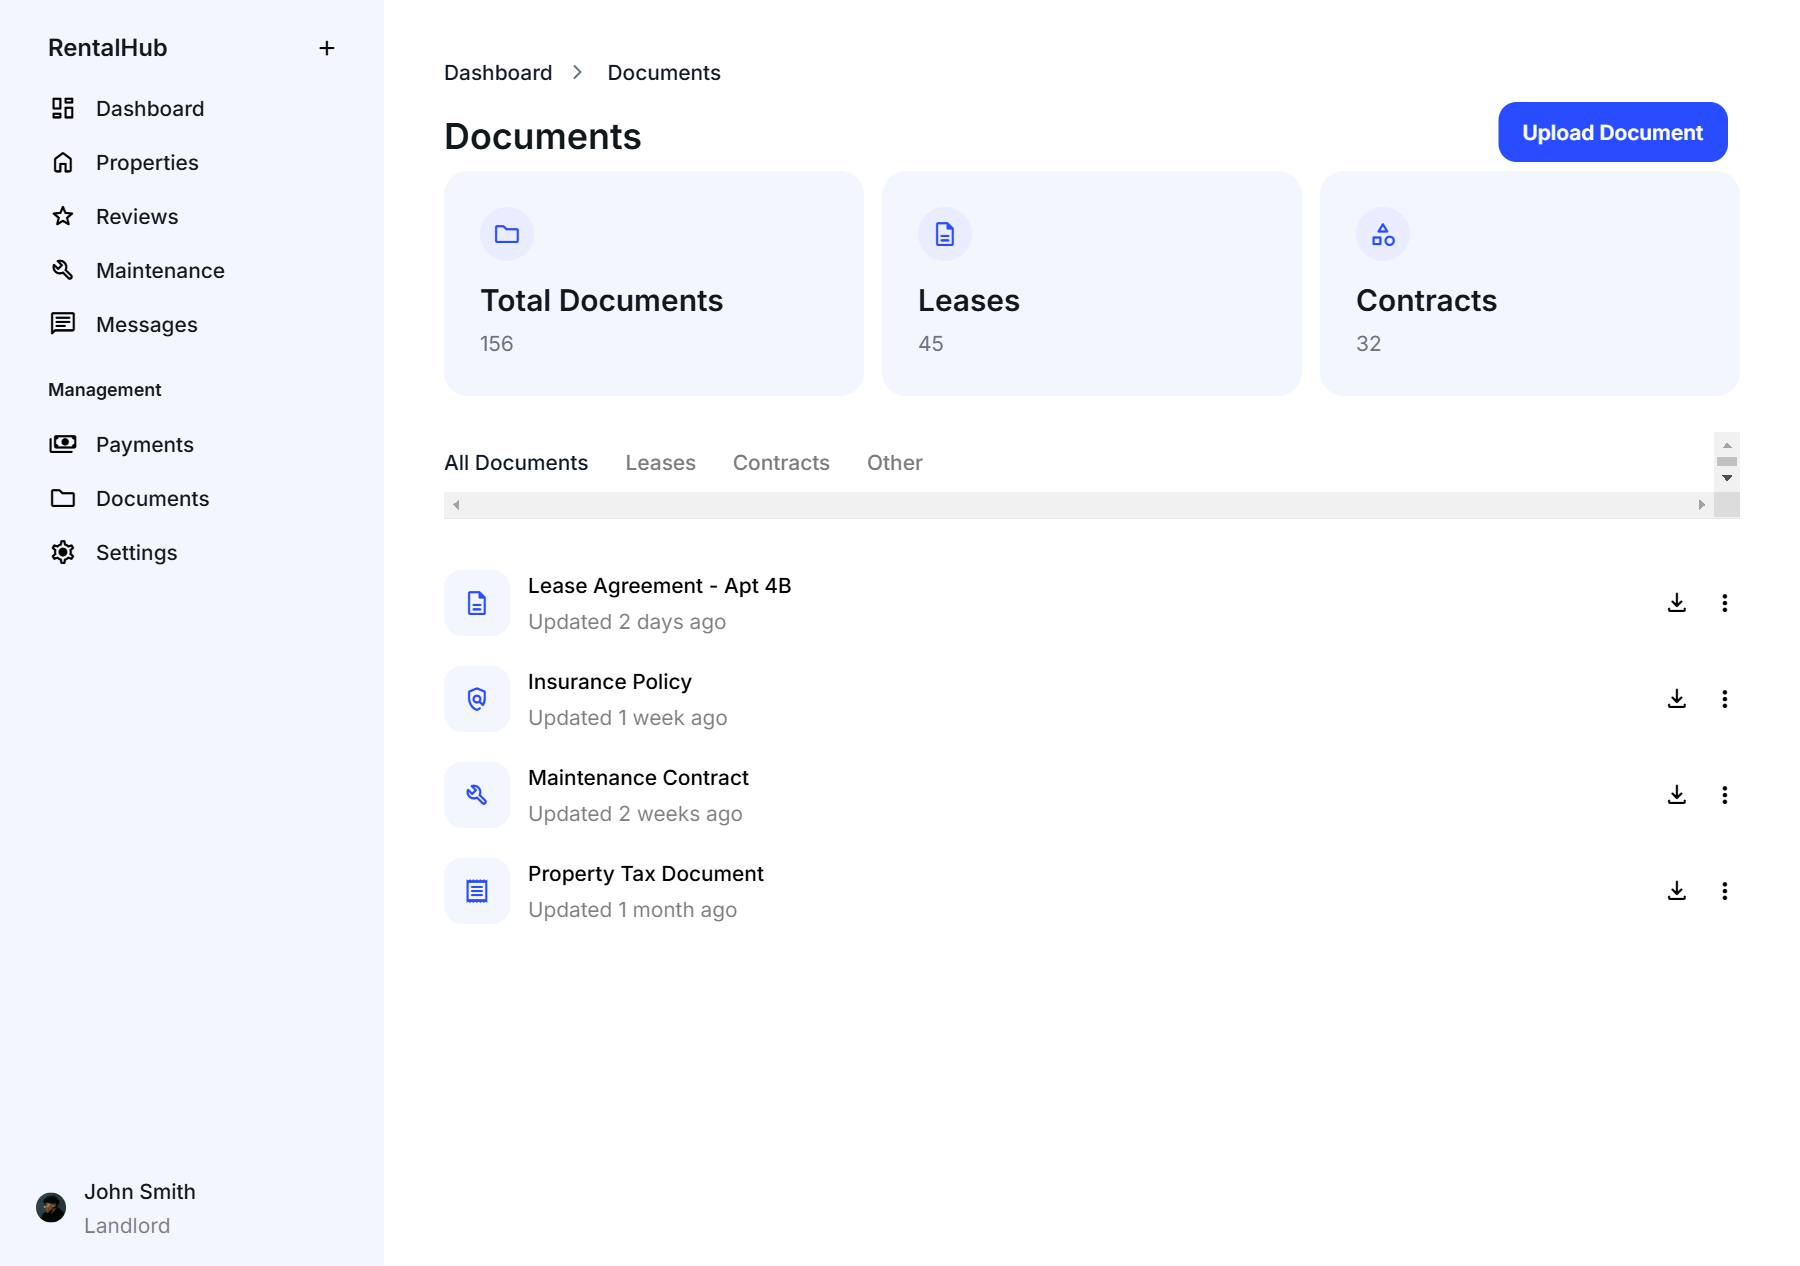 RentalHub
Dashboard
Properties
Reviews
Maintenance
Messages
Management
Payments
Documents
Settings
John Smith
Landlord
Dashboard
Documents
Documents
Upload Document
Total Documents
156
Leases
45
Contracts
32
All Documents
Leases
Contracts
Other
Lease Agreement - Apt 4B
Updated 2 days ago
Insurance Policy
Updated 1 week ago
Maintenance Contract
Updated 2 weeks ago
Property Tax Document
Updated 1 month ago